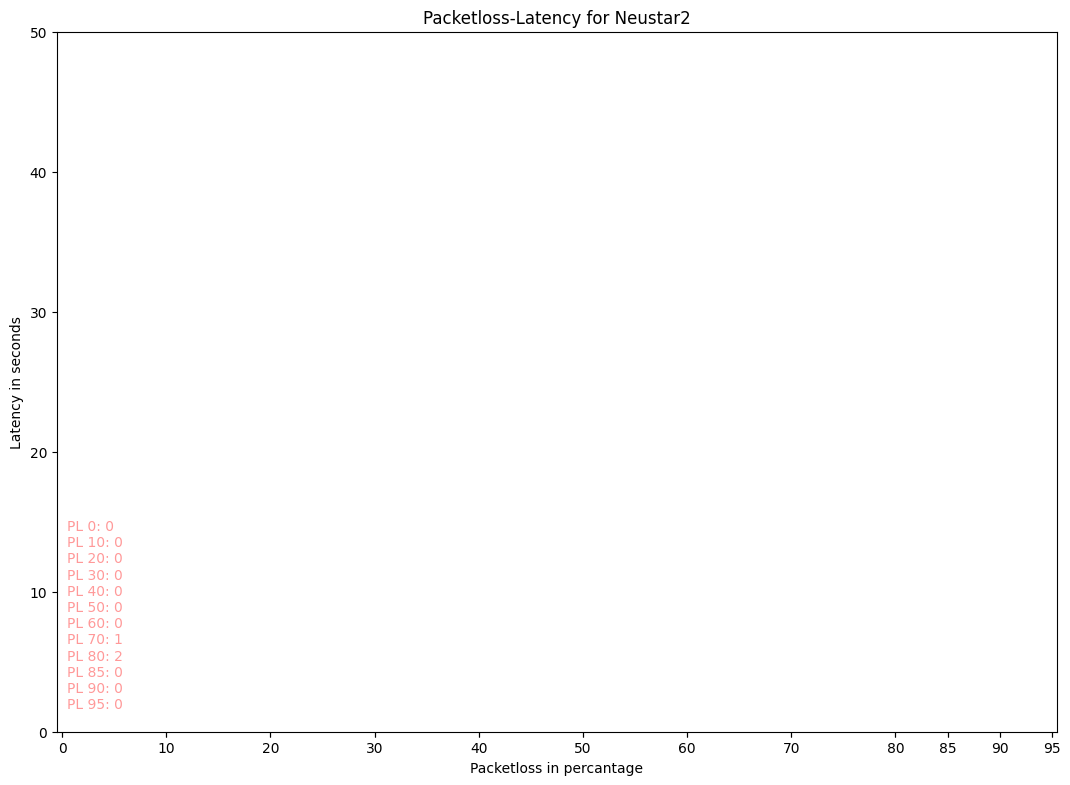 Packetloss-Latency for Neustar2
50
40
30
20
10
0
Latency in seconds
PL 0: 0
PL 10: 0
PL 20: 0
PL 30: 0
PL 40: 0
PL 50: 0
PL 60: 0
PL 70: 1
PL 80: 2
PL 85: 0
PL 90: 0
PL 95: 0
0 10 20 30 40 50 60 70 80 85 90 95
Packetloss in percantage